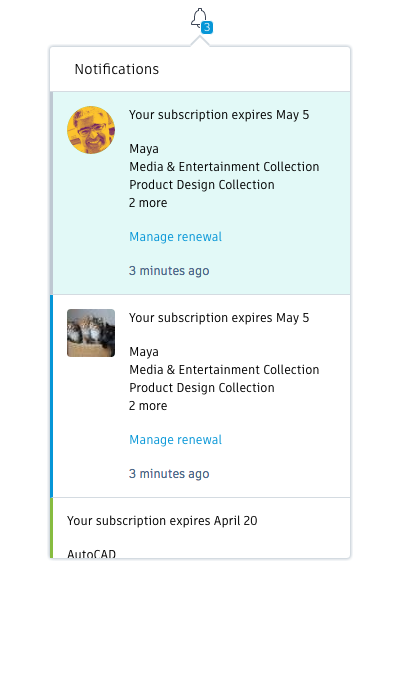 3
Notifications
Your subscription expires May 5
Maya
Media & Entertainment Collection
Product Design Collection
2 more
Manage renewal
3 minutes ago
Your subscription expires May 5
Maya
Media & Entertainment Collection
Product Design Collection
2 more
Manage renewal
3 minutes ago
Your subscription expires April 20
AutoCAD